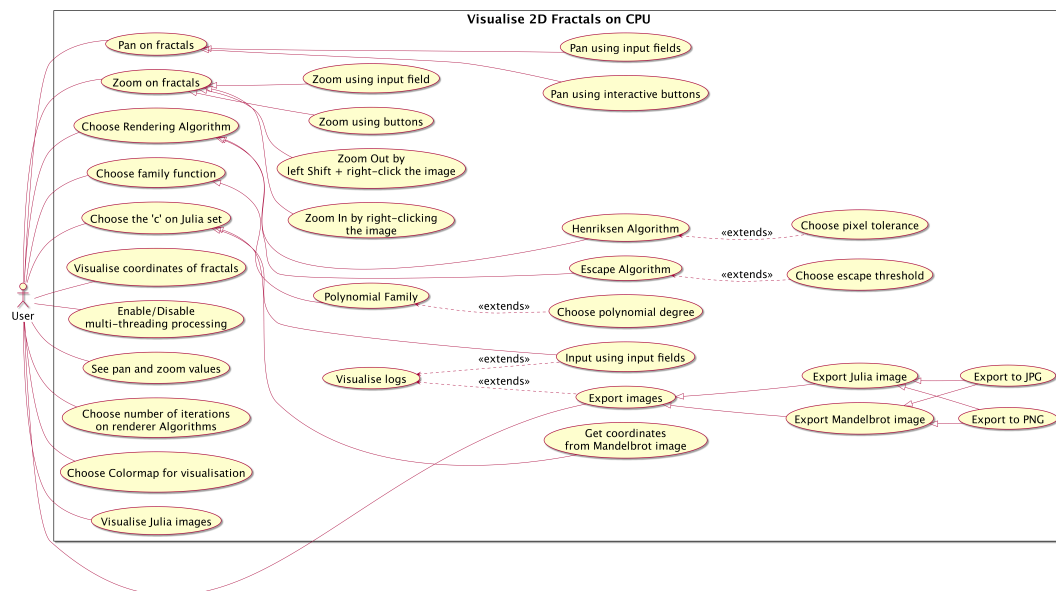 Visualise 2D Fractals on CPU
Pan on fractals
Pan using input fields
Zoom on fractals
Zoom using input field
Pan using interactive buttons
Choose Rendering Algorithm
Zoom using buttons
Choose family function
Zoom Out by
left Shift + right-click the image
Choose the 'c' on Julia set
Zoom In by right-clicking
the image
Henriksen Algorithm
«extends»
Choose pixel tolerance
Visualise coordinates of fractals
Escape Algorithm
«extends»
Choose escape threshold
User
Enable/Disable
multi-threading processing
Polynomial Family
«extends»
Choose polynomial degree
See pan and zoom values
Visualise logs
«extends»
Input using input fields
«extends»
Export images
Export Julia image
Export to JPG
Choose number of iterations
on renderer Algorithms
Export Mandelbrot image
Export to PNG
Get coordinates
from Mandelbrot image
Choose Colormap for visualisation
Visualise Julia images